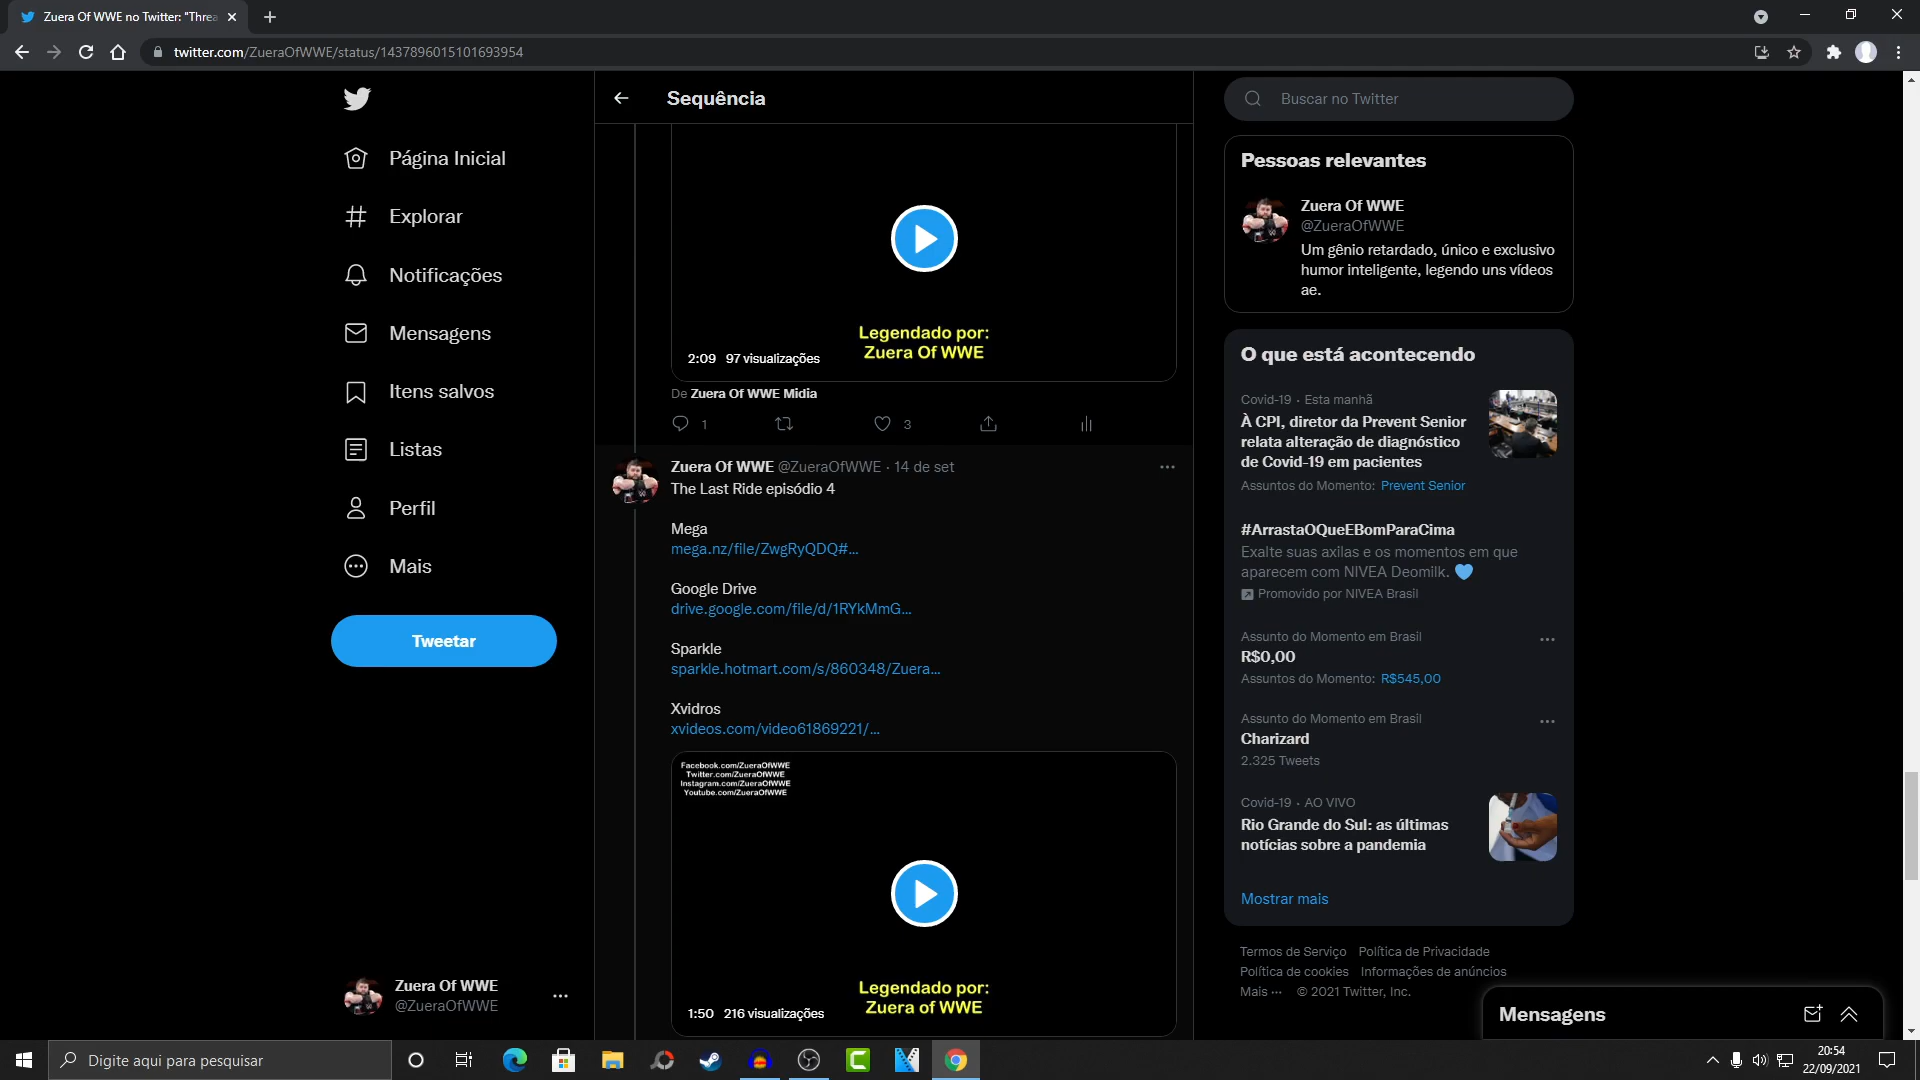 Zuera Of WWE no Twitter: "Threa
twitter.com/ZueraOfWWE/status/1437896015101693954
Página Inicial
Explorar
Notificações
Mensagens
Itens salvos
Listas
Perfil
Mais
Tweetar
Zuera Of WWE
@ZueraOfWWE
Sequência
Legendado por:
Zuera Of WWE
2:09 97 visualizações
De Zuera Of WWE Midia
1
3
Zuera Of WWE @ZueraOfWWE · 14 de set
The Last Ride episódio 4
Mega
mega.nz/file/ZwgRyQDQ#...
Google Drive
drive.google.com/file/d/1RYkMmG...
Sparkle
sparkle.hotmart.com/s/860348/Zuera...
Xvidros
xvideos.com/video61869221/...
Facebook.com/ZueraOfWWE
Twitter.com/ZueraOfWWE
Instagram.com/ZueraOfWWE
Youtube.com/ZueraOfWWE
Legendado por:
Zuera of WWE
1:50 216 visualizações
Buscar no Twitter
Pessoas relevantes
Zuera Of WWE
@ZueraOfWWE
Um gênio retardado, único e exclusivo
humor inteligente, legendo uns vídeos
ae.
O que está acontecendo
Covid-19 · Esta manhã
À CPI, diretor da Prevent Senior
relata alteração de diagnóstico
de Covid-19 em pacientes
Assuntos do Momento: Prevent Senior
#ArrastaOQueEBomParaCima
Exalte suas axilas e os momentos em que
aparecem com NIVEA Deomilk. 💙
Promovido por NIVEA Brasil
Assunto do Momento em Brasil
R$0,00
Assuntos do Momento: R$545,00
Assunto do Momento em Brasil
Charizard
2.325 Tweets
Covid-19 · AO VIVO
Rio Grande do Sul: as últimas
notícias sobre a pandemia
Mostrar mais
Termos de Serviço Política de Privacidade
Política de cookies Informações de anúncios
Mais ··· © 2021 Twitter, Inc.
Mensagens
Digite aqui para pesquisar
20:54
22/09/2021